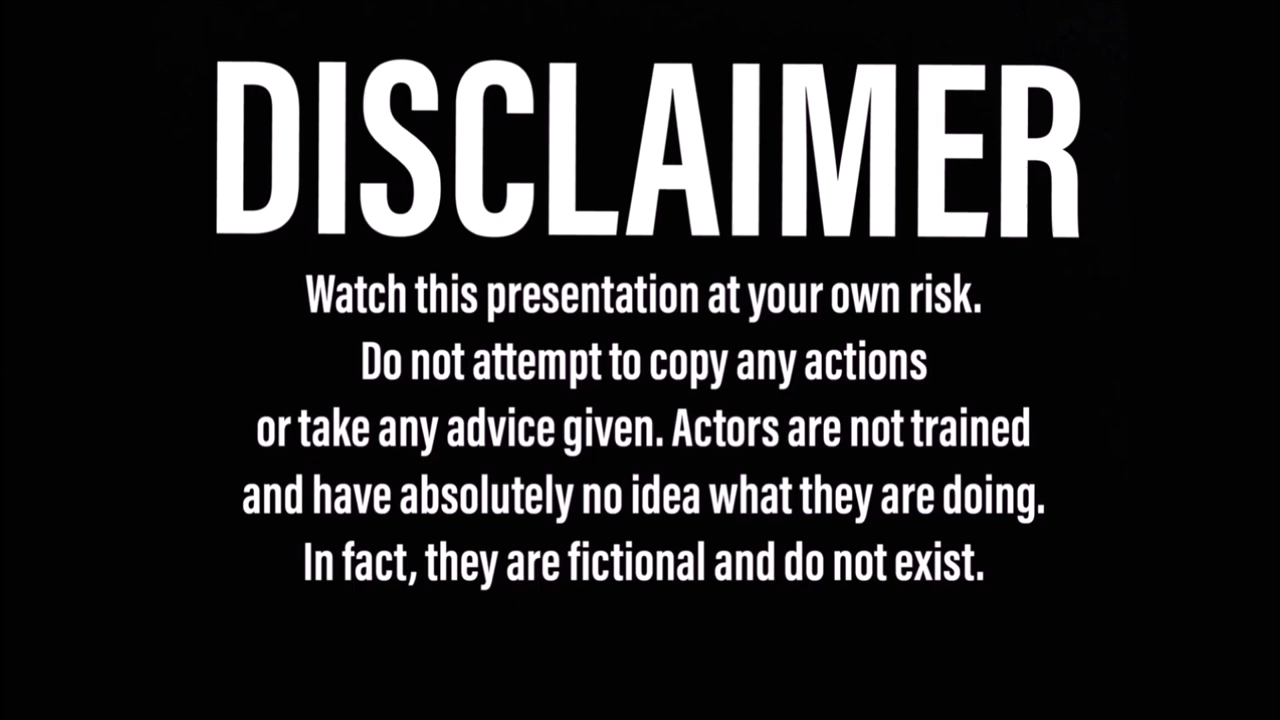 DISCLAIMER
Watch this presentation at your own risk.
Do not attempt to copy any actions
or take any advice given. Actors are not trained
and have absolutely no idea what they are doing.
In fact, they are fictional and do not exist.